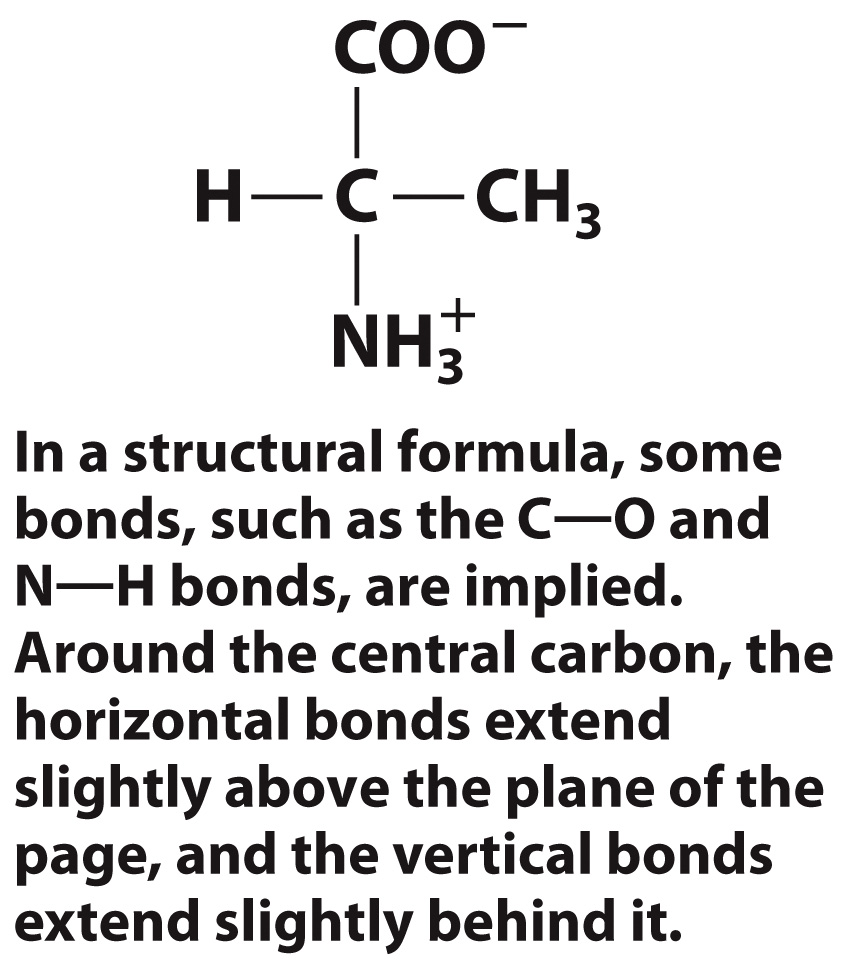 COO⁻
H—C—CH₃
NH₃⁺
In a structural formula, some
bonds, such as the C—O and
N—H bonds, are implied.
Around the central carbon, the
horizontal bonds extend
slightly above the plane of the
page, and the vertical bonds
extend slightly behind it.